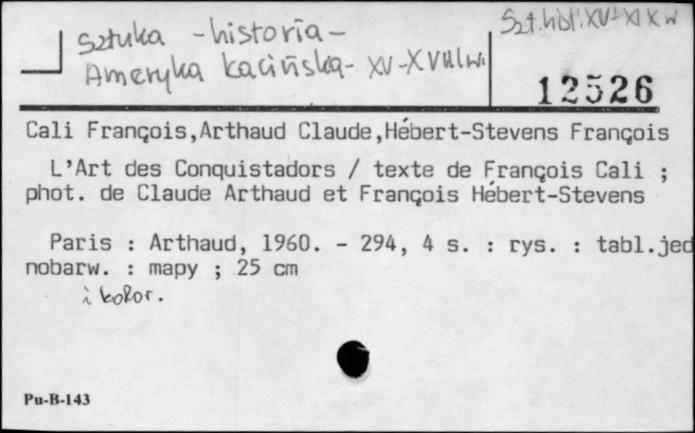 Sztuka - historia -
Szt. hist. XV-XIX w
Ameryka Łacińska - XV-XVIII w.
12526
Cali François,Arthaud Claude,Hébert-Stevens François
L'Art des Conquistadors / texte de François Cali ;
phot. de Claude Arthaud et François Hébert-Stevens
Paris : Arthaud, 1960. - 294, 4 s. : rys. : tabl.jed
nobarw. : mapy ; 25 cm
i kolor.
Pu-B-143